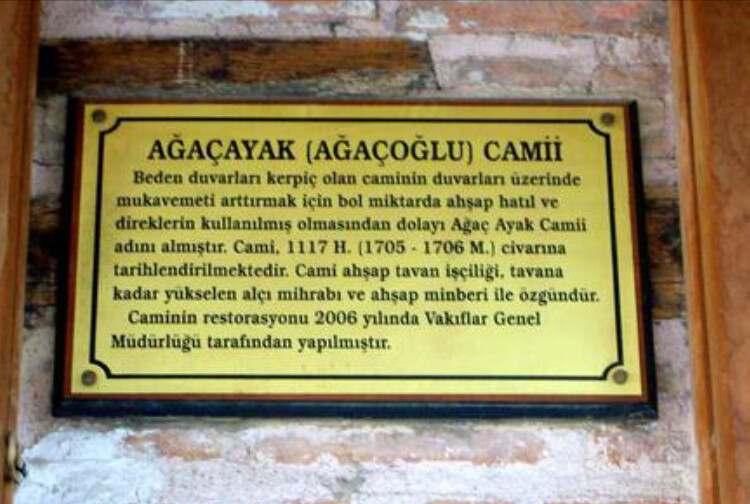 AĞAÇAYAK (AĞAÇOĞLU) CAMİİ
Beden duvarları kerpiç olan caminin duvarları üzerinde
mukavemeti arttırmak için bol miktarda ahşap hatıl ve
direklerin kullanılmış olmasından dolayı Ağaç Ayak Camii
adını almıştır. Cami, 1117 H. (1705 - 1706 M.) civarına
tarihlendirilmektedir. Cami ahşap tavan işçiliği, tavana
kadar yükselen alçı mihrabı ve ahşap minberi ile özgündür.
Caminin restorasyonu 2006 yılında Vakıflar Genel
Müdürlüğü tarafından yapılmıştır.